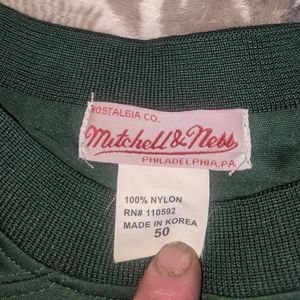 NOSTALGIA CO.
Mitchell & Ness
PHILADELPHIA, PA.
100% NYLON
RN# 110592
MADE IN KOREA
50